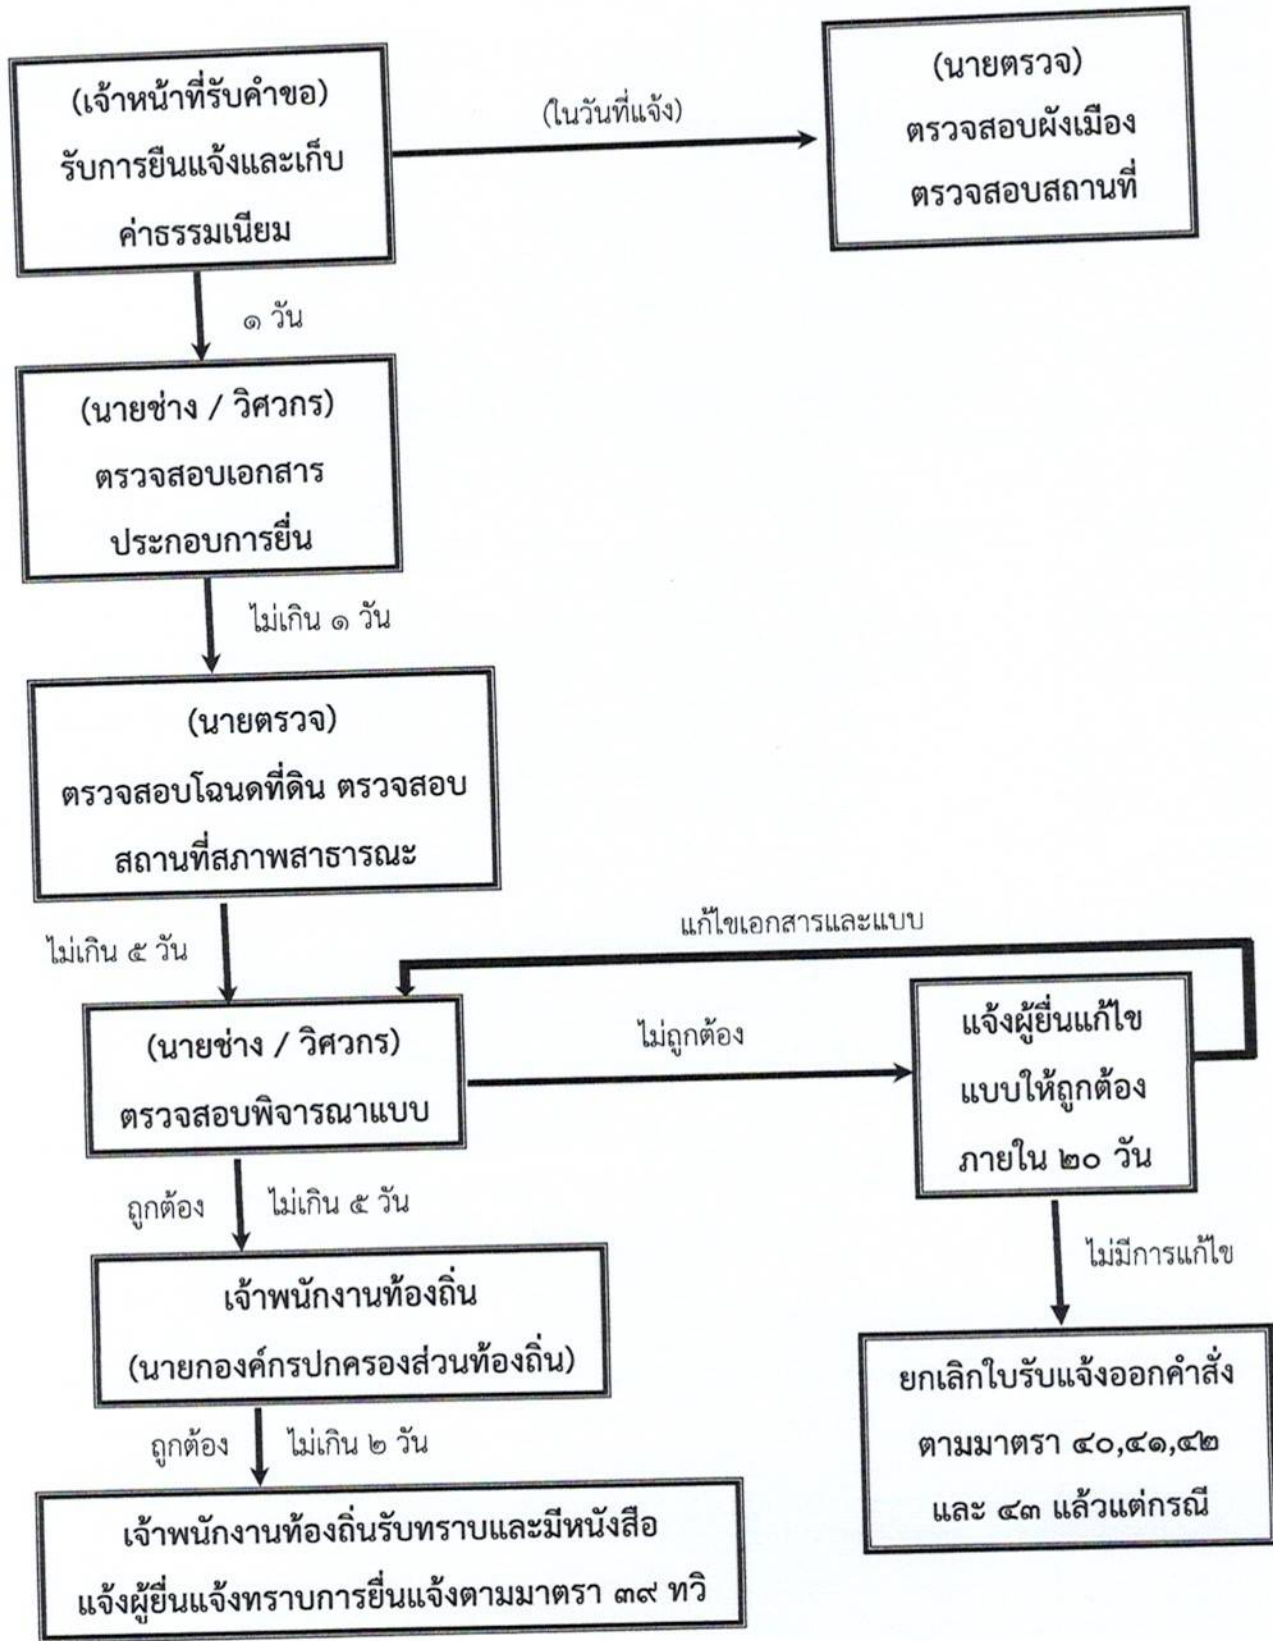 (เจ้าหน้าที่รับคำขอ)
รับการยืนแจ้งและเก็บ
ค่าธรรมเนียม
(ในวันที่แจ้ง)
(นายตรวจ)
ตรวจสอบผังเมือง
ตรวจสอบสถานที่
๑ วัน
(นายช่าง / วิศวกร)
ตรวจสอบเอกสาร
ประกอบการยื่น
ไม่เกิน ๑ วัน
(นายตรวจ)
ตรวจสอบโฉนดที่ดิน ตรวจสอบ
สถานที่สภาพสาธารณะ
ไม่เกิน ๕ วัน
แก้ไขเอกสารและแบบ
(นายช่าง / วิศวกร)
ตรวจสอบพิจารณาแบบ
ไม่ถูกต้อง
แจ้งผู้ยื่นแก้ไข
แบบให้ถูกต้อง
ภายใน ๒๐ วัน
ถูกต้อง
ไม่เกิน ๕ วัน
ไม่มีการแก้ไข
เจ้าพนักงานท้องถิ่น
(นายกองค์กรปกครองส่วนท้องถิ่น)
ยกเลิกใบรับแจ้งออกคำสั่ง
ตามมาตรา ๔๐,๔๑,๔๒
และ ๔๓ แล้วแต่กรณี
ถูกต้อง
ไม่เกิน ๒ วัน
เจ้าพนักงานท้องถิ่นรับทราบและมีหนังสือ
แจ้งผู้ยื่นแจ้งทราบการยื่นแจ้งตามมาตรา ๓๙ ทวิ